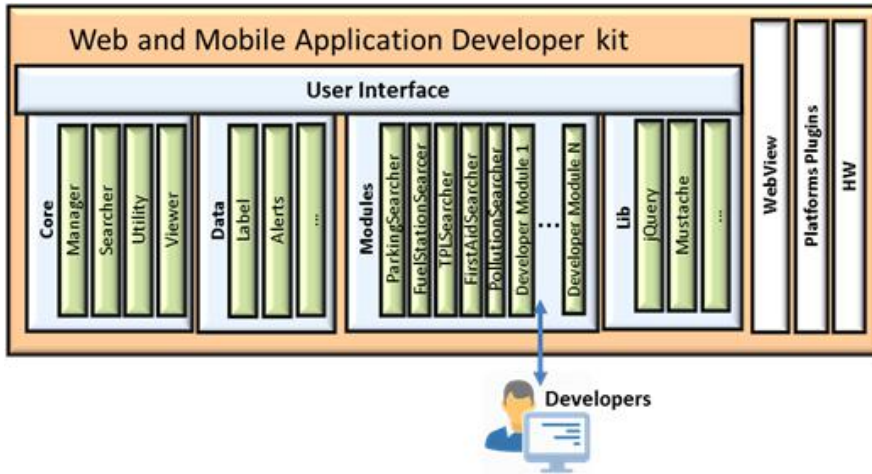 Web and Mobile Application Developer kit
User Interface
Core
Manager
Searcher
Utility
Viewer
Data
Label
Alerts
...
Modules
ParkingSearcher
FuelStationSearcer
TPLSearcher
FirstAidSearcher
PollutionSearcher
Developer Module 1
...
Developer Module N
Lib
jQuery
Mustache
...
WebView
Platforms Plugins
HW
Developers